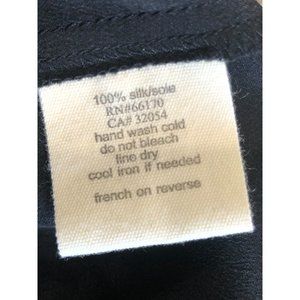 100% silk/soie
RN#66170
CA# 32054
hand wash cold
do not bleach
line dry
cool iron if needed
french on reverse